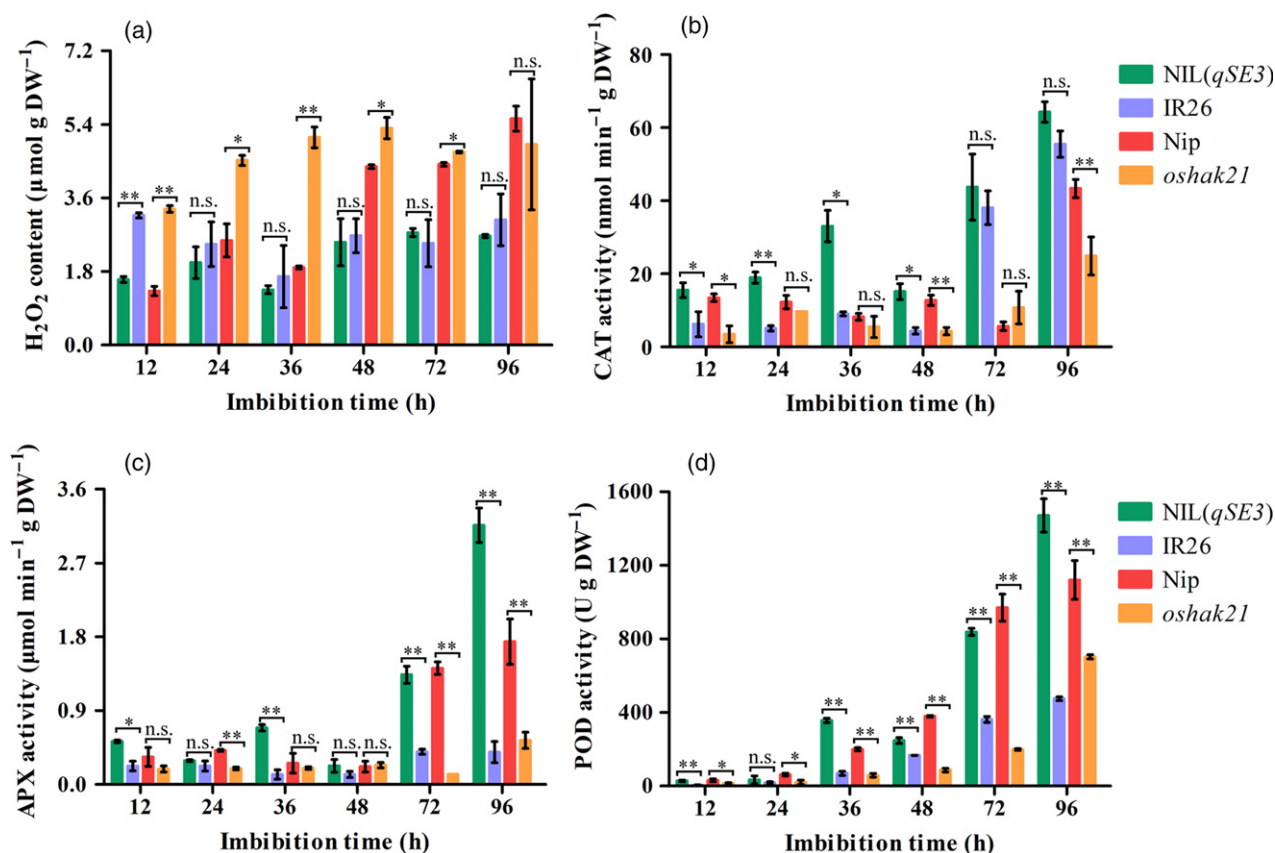 (a)
H₂O₂ content (µmol g DW⁻¹)
7.2
5.4
3.6
1.8
0.0
** ** n.s. * n.s. ** n.s. * n.s. * n.s. n.s.
12 24 36 48 72 96
Imbibition time (h)
(b)
CAT activity (nmol min⁻¹ g DW⁻¹)
80
60
40
20
0
* * ** n.s. * n.s. * ** n.s. n.s. n.s. **
12 24 36 48 72 96
Imbibition time (h)
NIL(qSE3)
IR26
Nip
oshak21
(c)
APX activity (µmol min⁻¹ g DW⁻¹)
3.6
2.7
1.8
0.9
0.0
* n.s. n.s. ** ** n.s. n.s. n.s. ** ** ** **
12 24 36 48 72 96
Imbibition time (h)
(d)
POD activity (U g DW⁻¹)
1600
1200
800
400
0
** * n.s. * ** ** ** ** ** ** ** **
12 24 36 48 72 96
Imbibition time (h)
NIL(qSE3)
IR26
Nip
oshak21